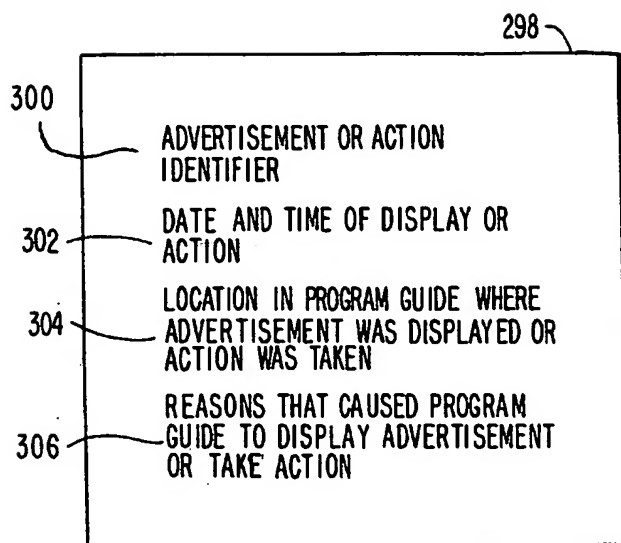 298
300
ADVERTISEMENT OR ACTION
IDENTIFIER
302
DATE AND TIME OF DISPLAY OR
ACTION
LOCATION IN PROGRAM GUIDE WHERE
304
ADVERTISEMENT WAS DISPLAYED OR
ACTION WAS TAKEN
REASONS THAT CAUSED PROGRAM
306
GUIDE TO DISPLAY ADVERTISEMENT
OR TAKE ACTION